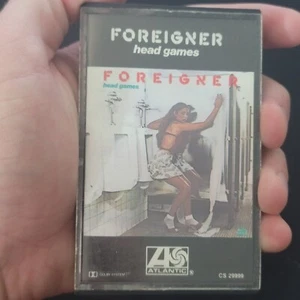 FOREIGNER
head games
FOREIGNER
head games
ATLANTIC
CS 29999